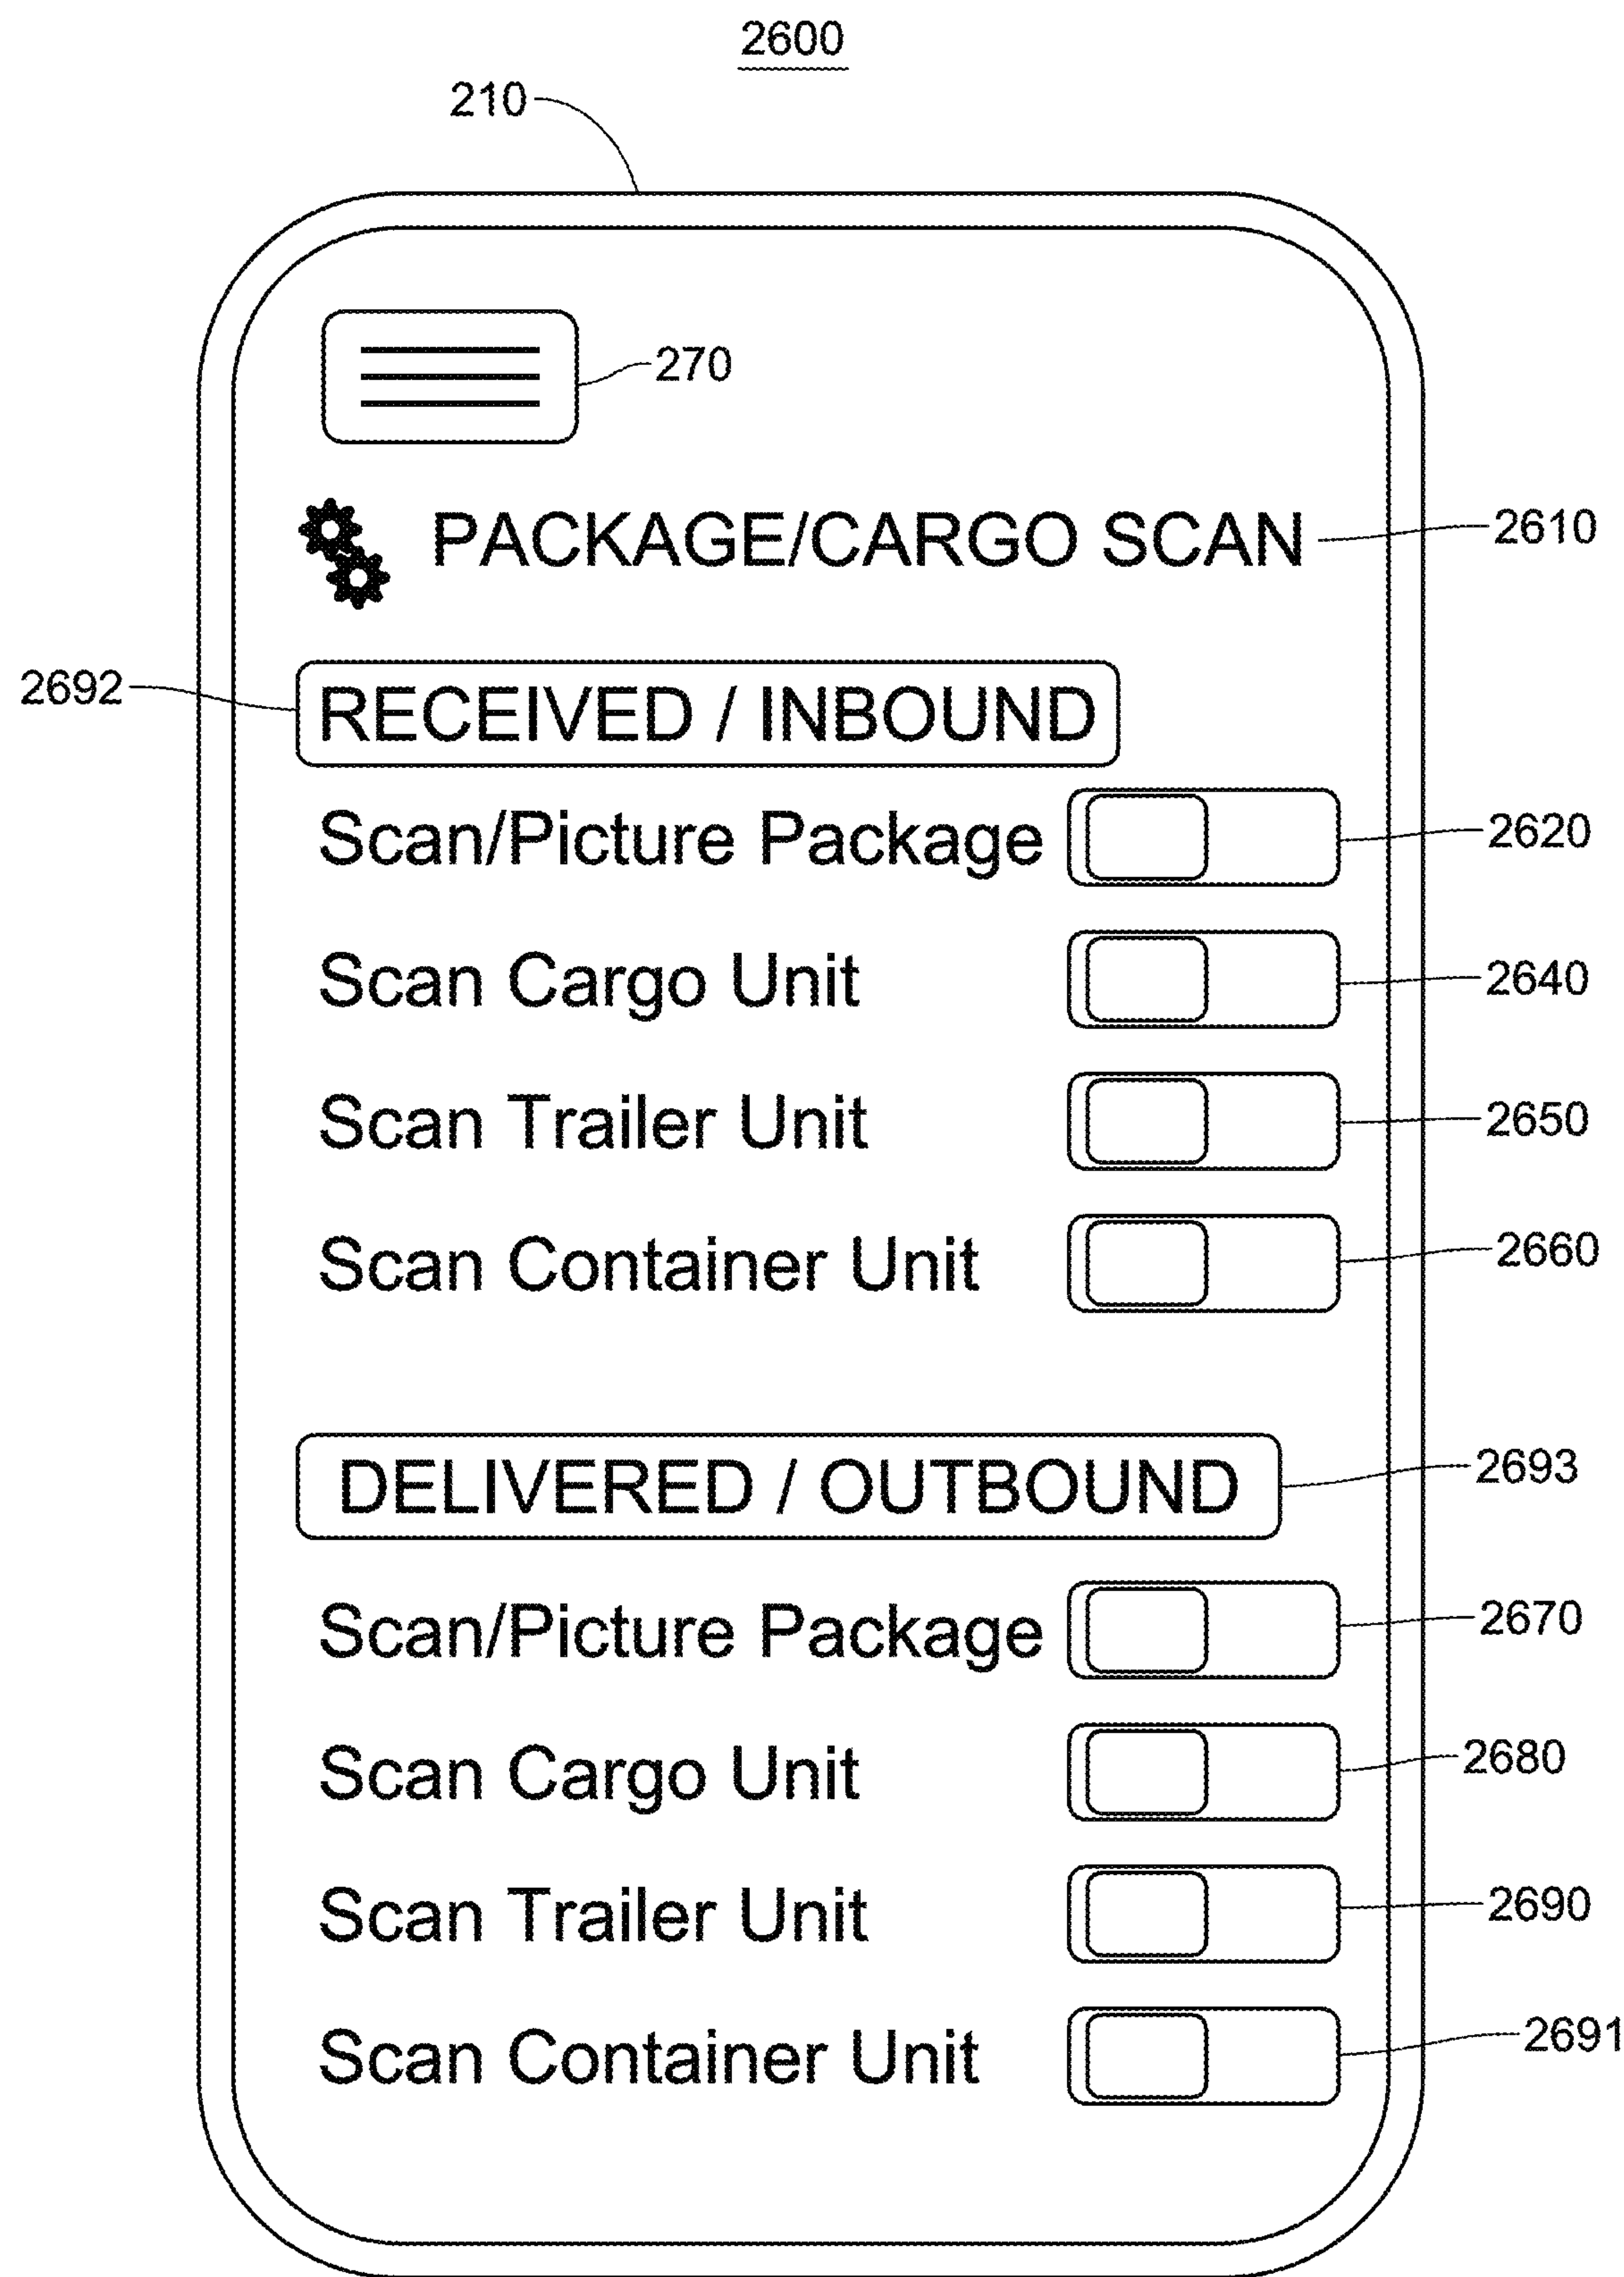 2600
210
270
PACKAGE/CARGO SCAN 2610
2692 RECEIVED / INBOUND
Scan/Picture Package 2620
Scan Cargo Unit 2640
Scan Trailer Unit 2650
Scan Container Unit 2660
DELIVERED / OUTBOUND 2693
Scan/Picture Package 2670
Scan Cargo Unit 2680
Scan Trailer Unit 2690
Scan Container Unit 2691